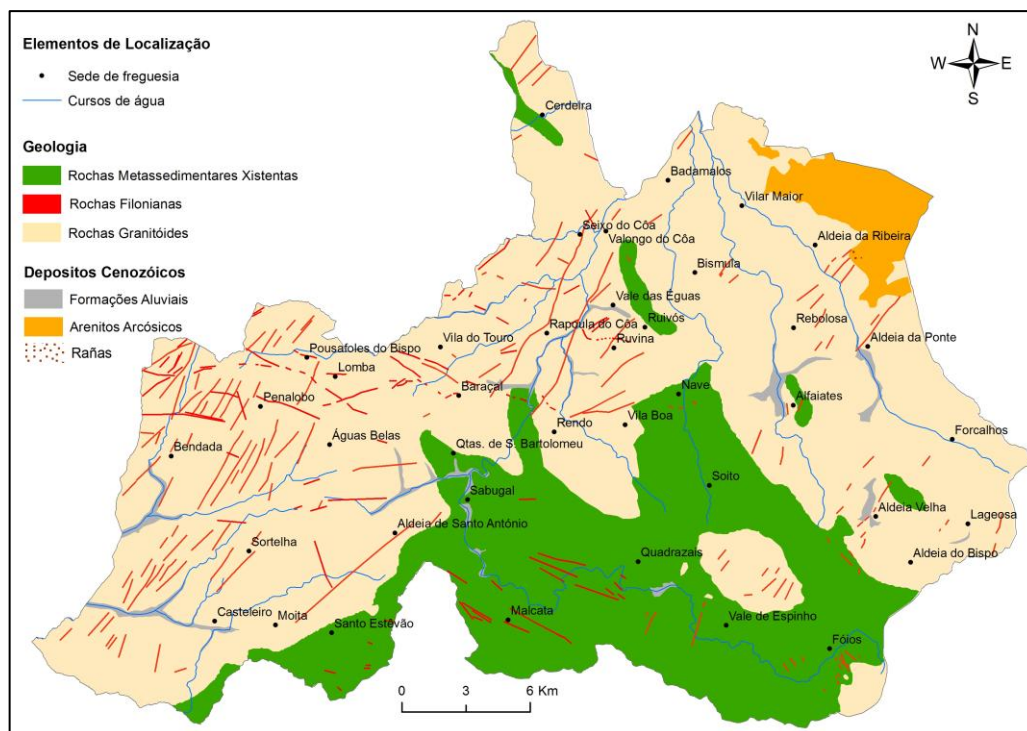 Elementos de Localização
Sede de freguesia
Cursos de água
Geologia
Rochas Metassedimentares Xistentas
Rochas Filonianas
Rochas Granitóides
Depositos Cenozóicos
Formações Aluviais
Arenitos Arcósicos
Rañas
N
W E
S
Cerdeira
Badamalos
Vilar Maior
Seixo do Côa
Valongo do Côa
Aldeia da Ribeira
Bismula
Vale das Éguas
Rapoula do Côa
Ruivós
Rebolosa
Ruvina
Vila do Touro
Aldeia da Ponte
Pousafoles do Bispo
Lomba
Baraçal
Nave
Penalobo
Alfaiates
Vila Boa
Rendo
Forcalhos
Águas Belas
Bendada
Qtas. de S. Bartolomeu
Soito
Sabugal
Aldeia Velha
Lageosa
Aldeia de Santo António
Sortelha
Quadrazais
Aldeia do Bispo
Casteleiro
Moita
Malcata
Santo Estêvão
Vale de Espinho
Fóios
0 3 6 Km